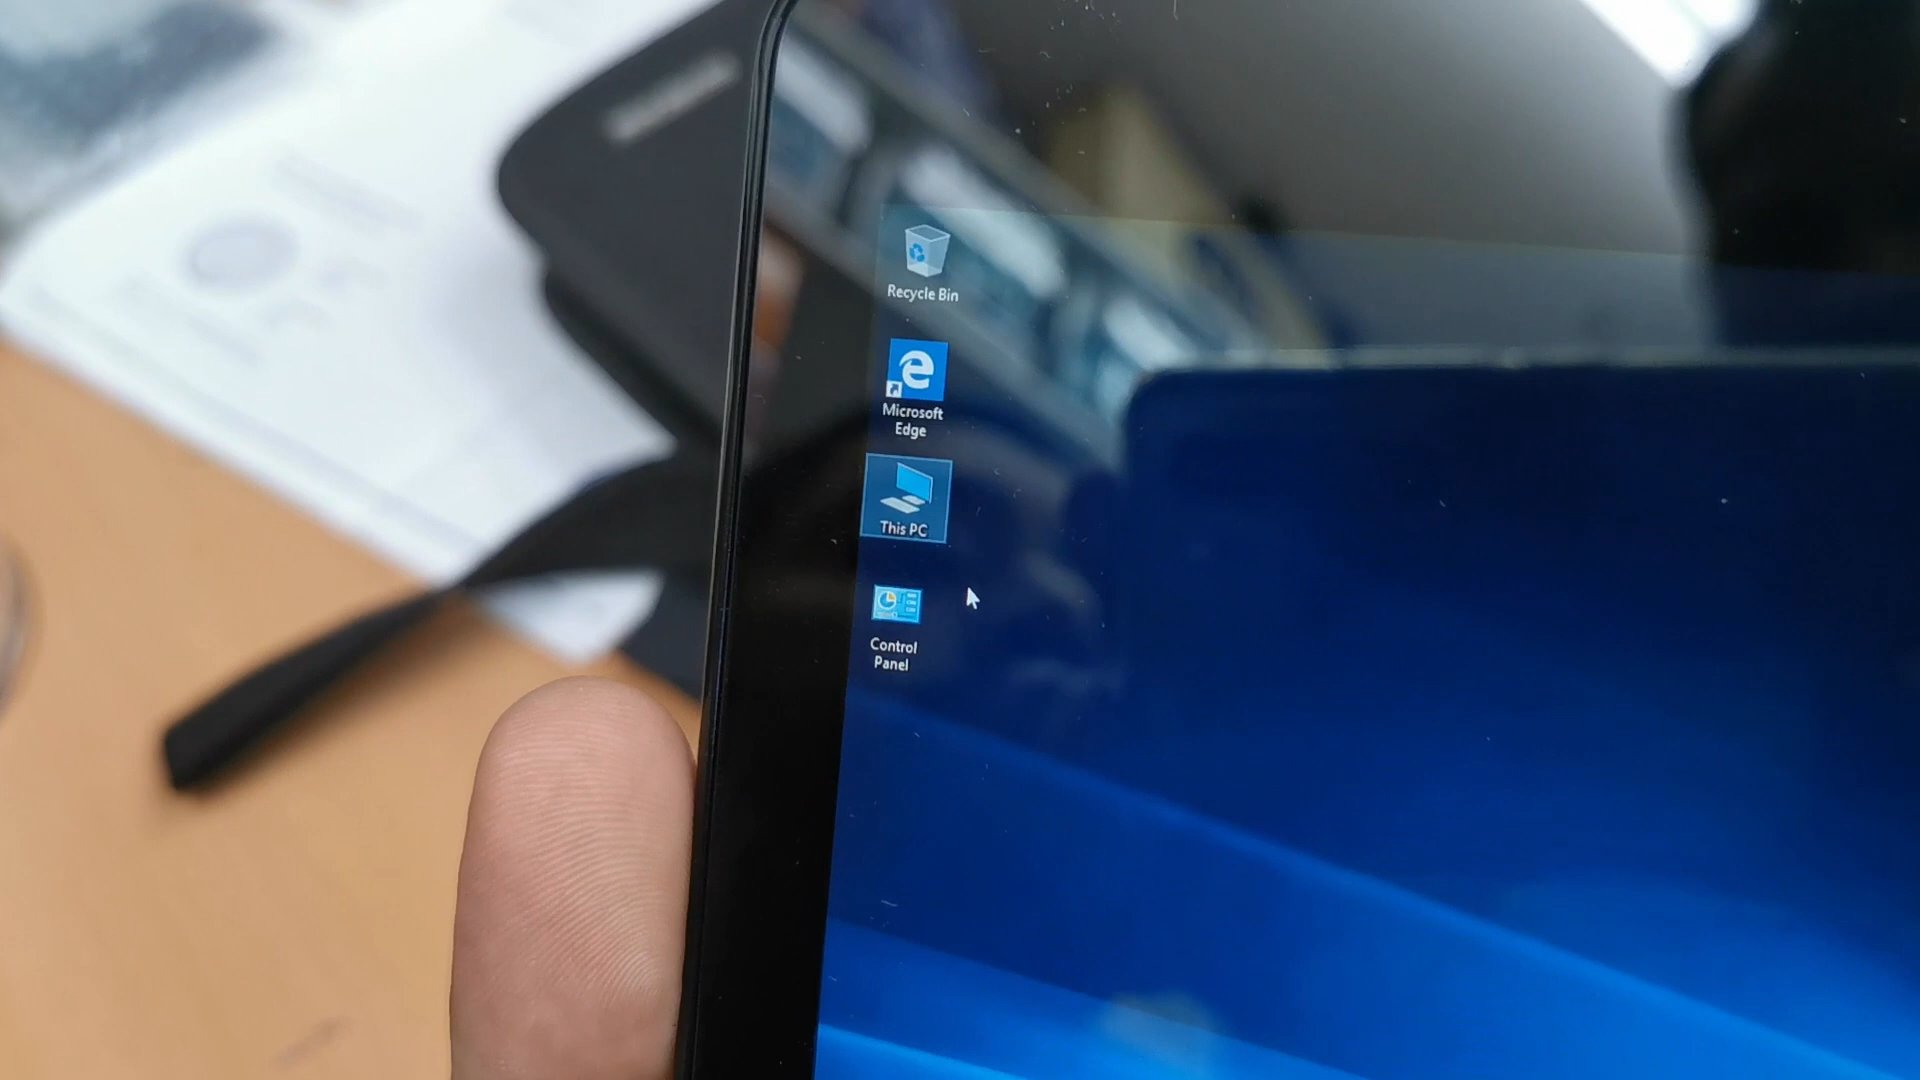 Recycle Bin
Microsoft
Edge
This PC
Control
Panel